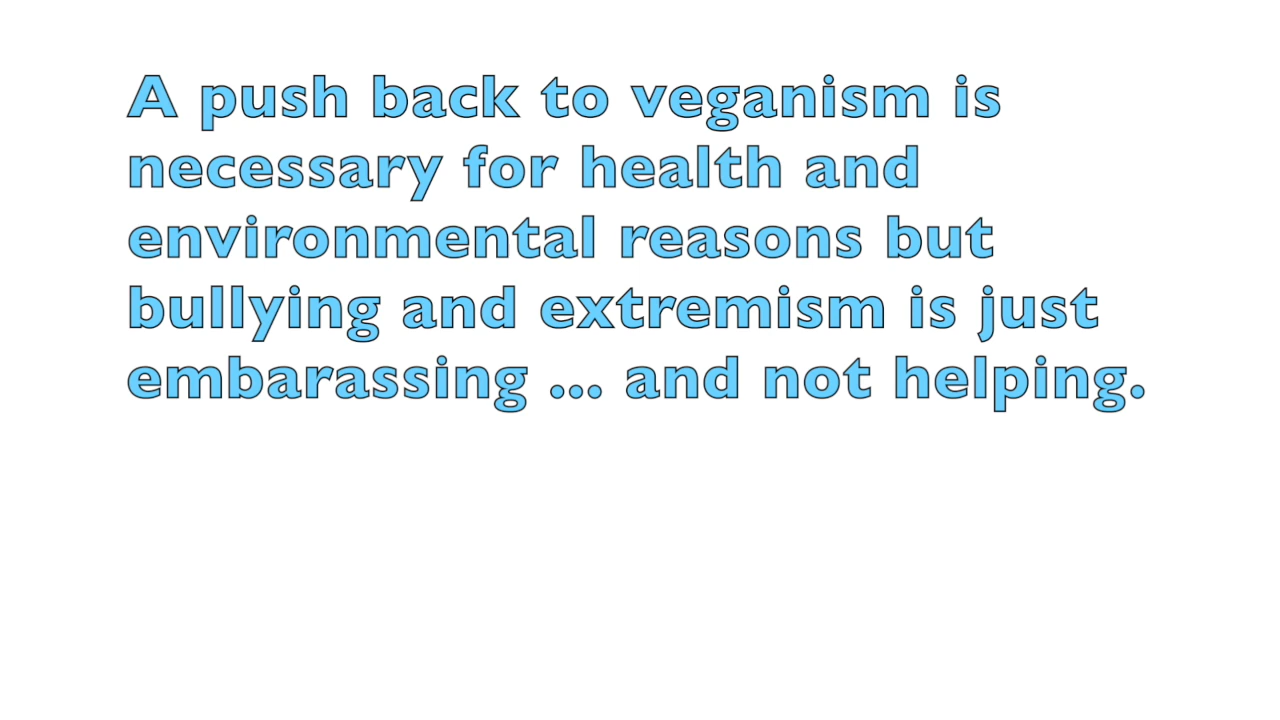 A push back to veganism is
necessary for health and
environmental reasons but
bullying and extremism is just
embarassing ... and not helping.